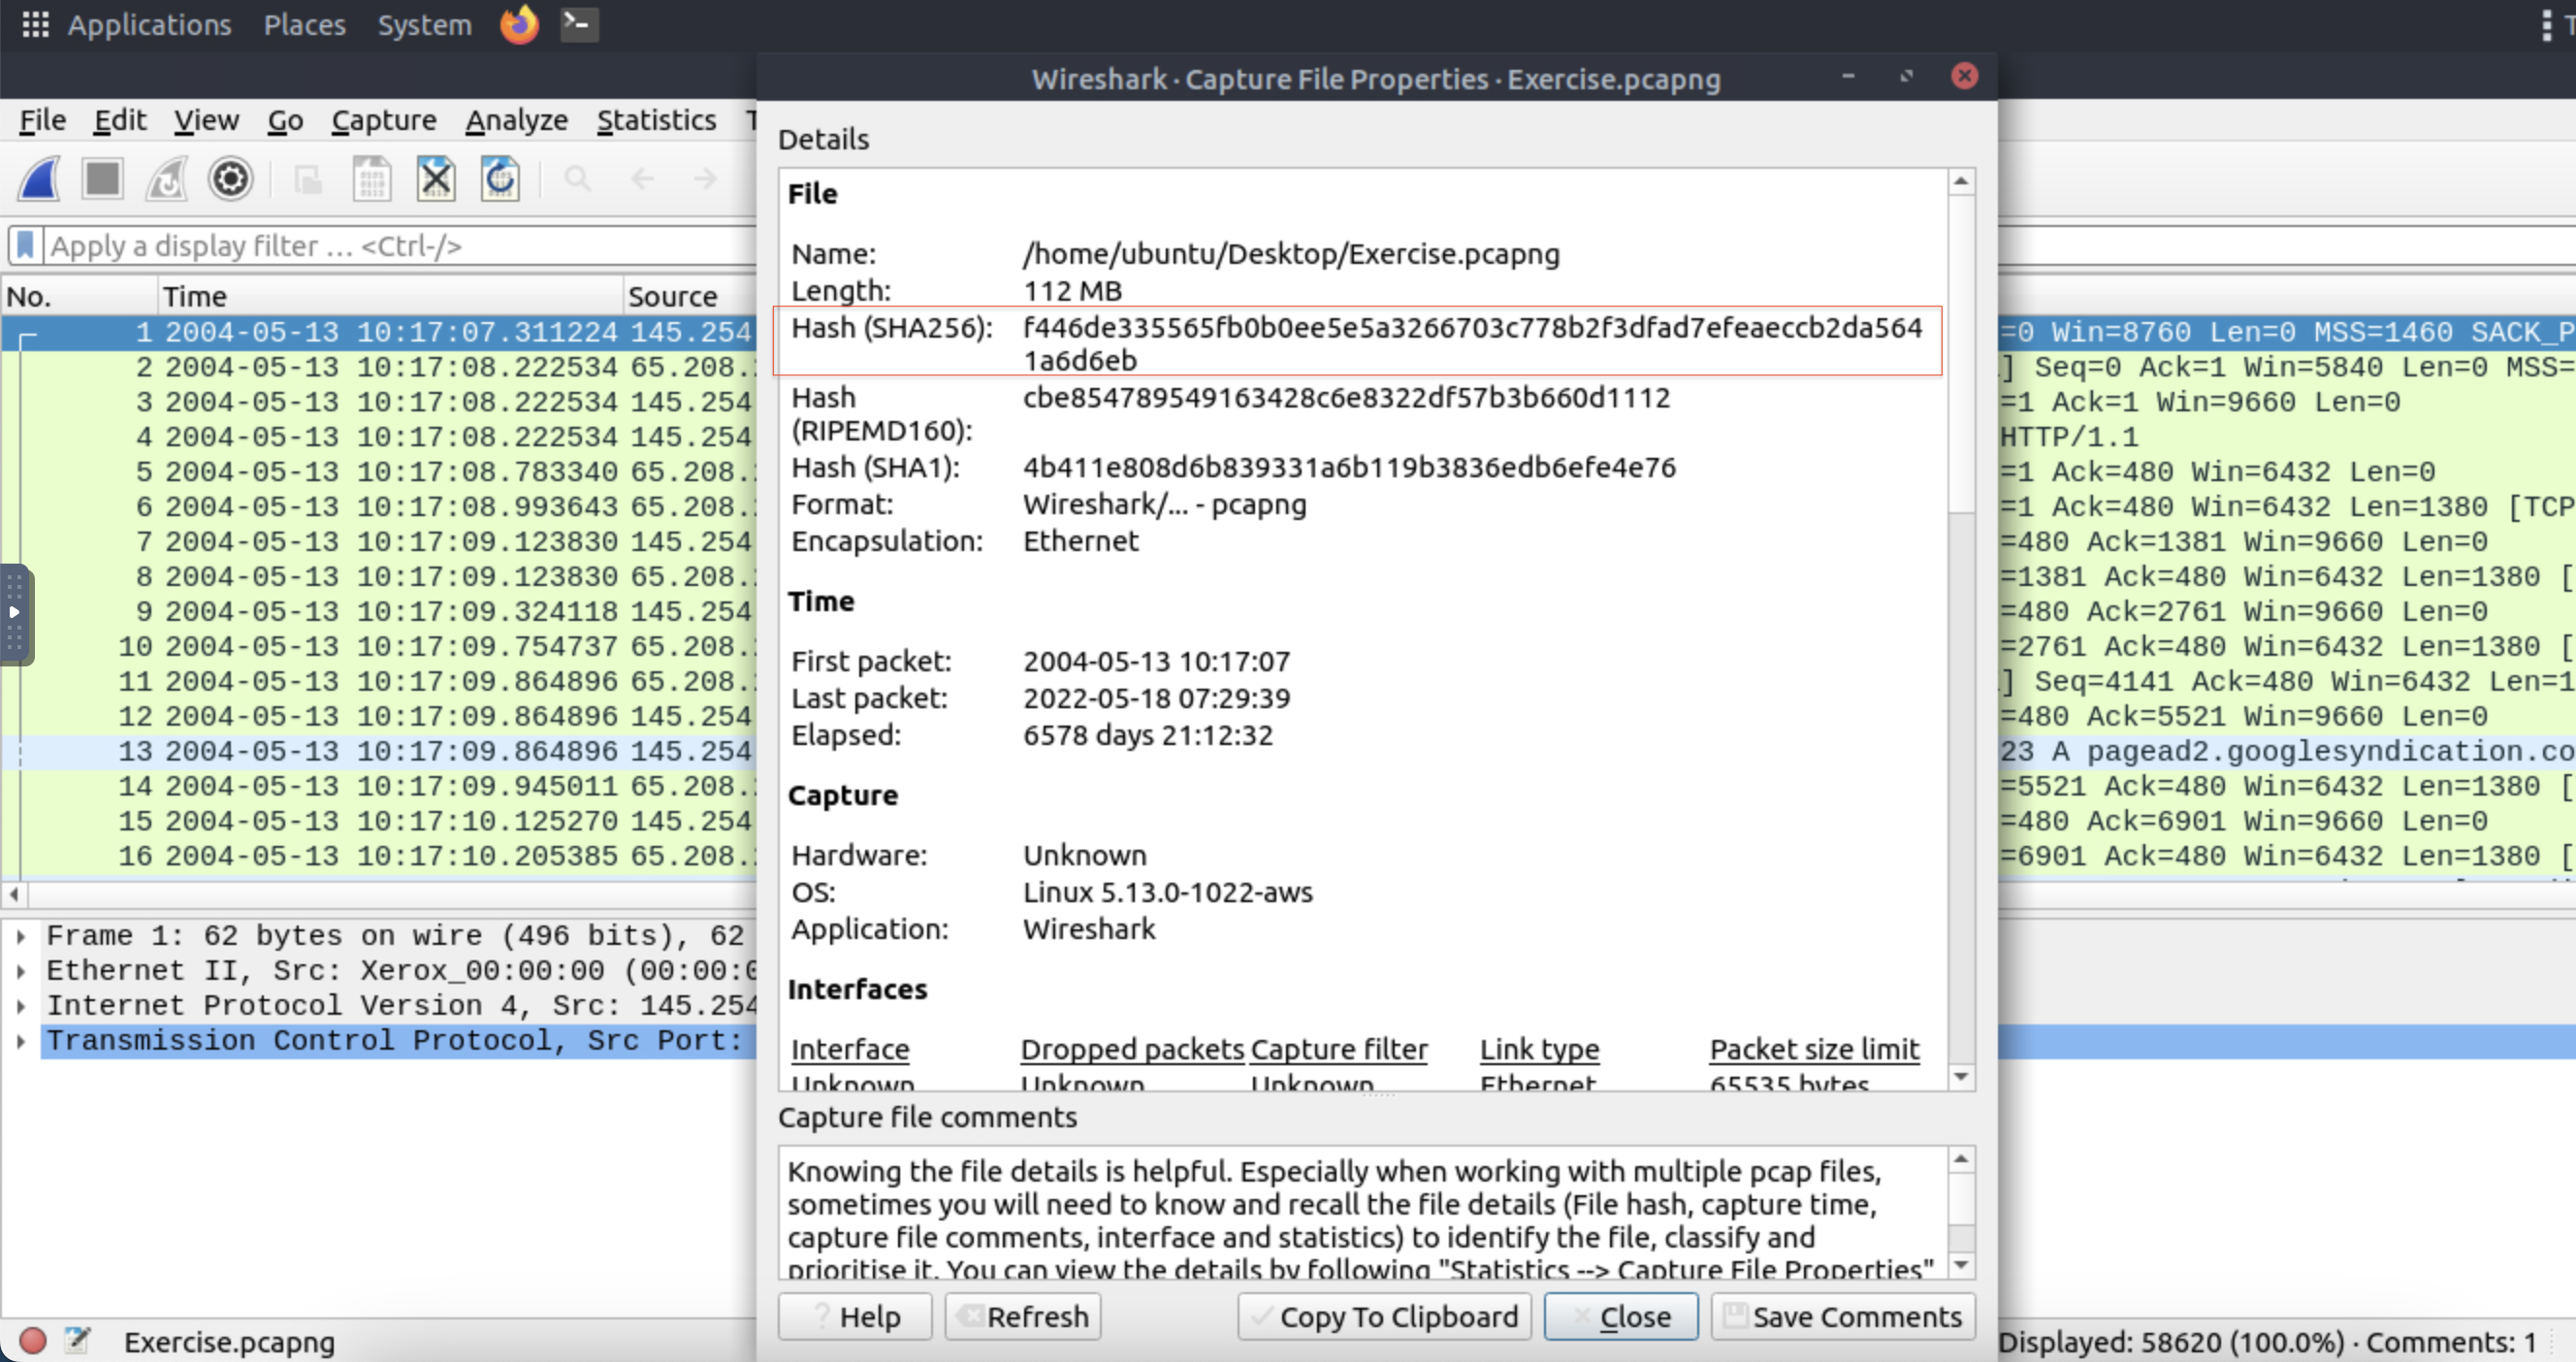 Applications Places System
Wireshark · Capture File Properties · Exercise.pcapng
File Edit View Go Capture Analyze Statistics
Apply a display filter … <Ctrl-/>
No. Time Source
1 2004-05-13 10:17:07.311224 145.254
2 2004-05-13 10:17:08.222534 65.208.
3 2004-05-13 10:17:08.222534 145.254
4 2004-05-13 10:17:08.222534 145.254
5 2004-05-13 10:17:08.783340 65.208.
6 2004-05-13 10:17:08.993643 65.208.
7 2004-05-13 10:17:09.123830 145.254
8 2004-05-13 10:17:09.123830 65.208.
9 2004-05-13 10:17:09.324118 145.254
10 2004-05-13 10:17:09.754737 65.208.
11 2004-05-13 10:17:09.864896 65.208.
12 2004-05-13 10:17:09.864896 145.254
13 2004-05-13 10:17:09.864896 145.254
14 2004-05-13 10:17:09.945011 65.208.
15 2004-05-13 10:17:10.125270 145.254
16 2004-05-13 10:17:10.205385 65.208.
Frame 1: 62 bytes on wire (496 bits), 62
Ethernet II, Src: Xerox_00:00:00 (00:00:0
Internet Protocol Version 4, Src: 145.254
Transmission Control Protocol, Src Port:
Exercise.pcapng
Details
File
Name: /home/ubuntu/Desktop/Exercise.pcapng
Length: 112 MB
Hash (SHA256): f446de335565fb0b0ee5e5a3266703c778b2f3dfad7efeaeccb2da564
1a6d6eb
Hash cbe854789549163428c6e8322df57b3b660d1112
(RIPEMD160):
Hash (SHA1): 4b411e808d6b839331a6b119b3836edb6efe4e76
Format: Wireshark/... - pcapng
Encapsulation: Ethernet
Time
First packet: 2004-05-13 10:17:07
Last packet: 2022-05-18 07:29:39
Elapsed: 6578 days 21:12:32
Capture
Hardware: Unknown
OS: Linux 5.13.0-1022-aws
Application: Wireshark
Interfaces
Interface Dropped packets Capture filter Link type Packet size limit
Unknown Unknown Unknown Ethernet 65535 bytes
Capture file comments
Knowing the file details is helpful. Especially when working with multiple pcap files,
sometimes you will need to know and recall the file details (File hash, capture time,
capture file comments, interface and statistics) to identify the file, classify and
prioritise it. You can view the details by following "Statistics --> Capture File Properties"
Help Refresh Copy To Clipboard Close Save Comments
=0 Win=8760 Len=0 MSS=1460 SACK_P
] Seq=0 Ack=1 Win=5840 Len=0 MSS=
=1 Ack=1 Win=9660 Len=0
HTTP/1.1
=1 Ack=480 Win=6432 Len=0
=1 Ack=480 Win=6432 Len=1380 [TCP
=480 Ack=1381 Win=9660 Len=0
=1381 Ack=480 Win=6432 Len=1380 [
=480 Ack=2761 Win=9660 Len=0
=2761 Ack=480 Win=6432 Len=1380 [
] Seq=4141 Ack=480 Win=6432 Len=1
=480 Ack=5521 Win=9660 Len=0
23 A pagead2.googlesyndication.co
=5521 Ack=480 Win=6432 Len=1380 [
=480 Ack=6901 Win=9660 Len=0
=6901 Ack=480 Win=6432 Len=1380 [
Displayed: 58620 (100.0%) · Comments: 1